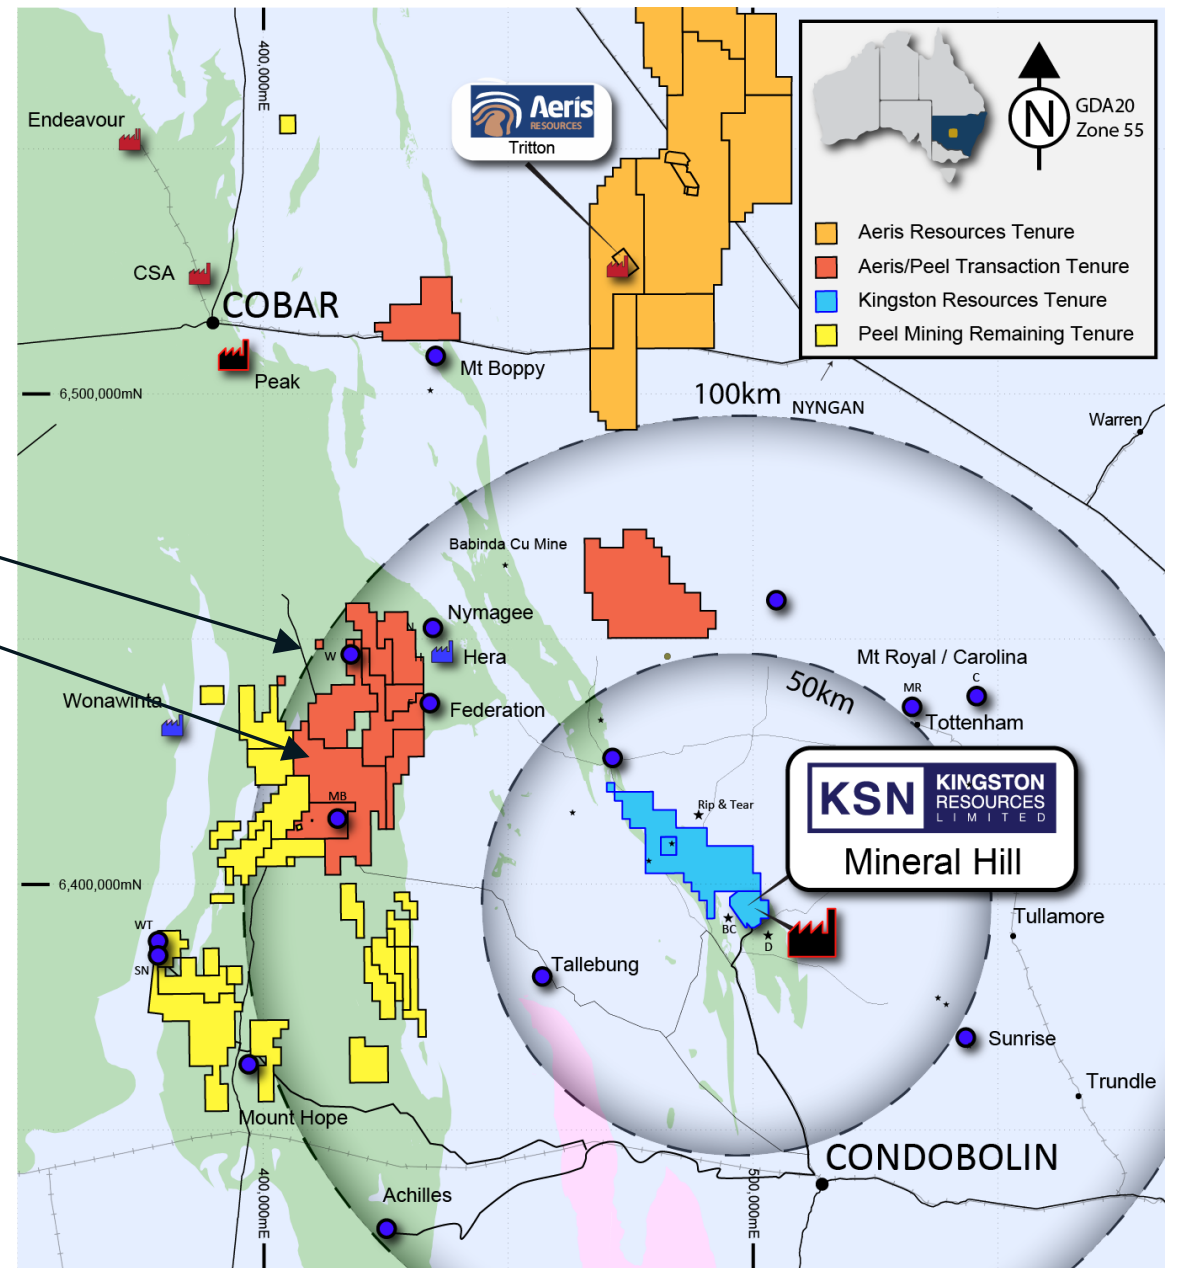 400,000mE
Endeavour
Aeris
RESOURCES
Tritton
N
GDA20
Zone 55
Aeris Resources Tenure
Aeris/Peel Transaction Tenure
Kingston Resources Tenure
Peel Mining Remaining Tenure
CSA
COBAR
Peak
Mt Boppy
6,500,000mN
100km
NYNGAN
Warren
Babinda Cu Mine
Nymagee
N
W
Hera
H
Mt Royal / Carolina
MR
C
Tottenham
50km
Wonawinta
Federation
F
KSN
KINGSTON
RESOURCES
LIMITED
Mineral Hill
MB
Rip & Tear
6,400,000mN
WT
SN
BC
D
Tullamore
Tallebung
Sunrise
Trundle
Mount Hope
CONDOBOLIN
400,000mE
500,000mE
Achilles